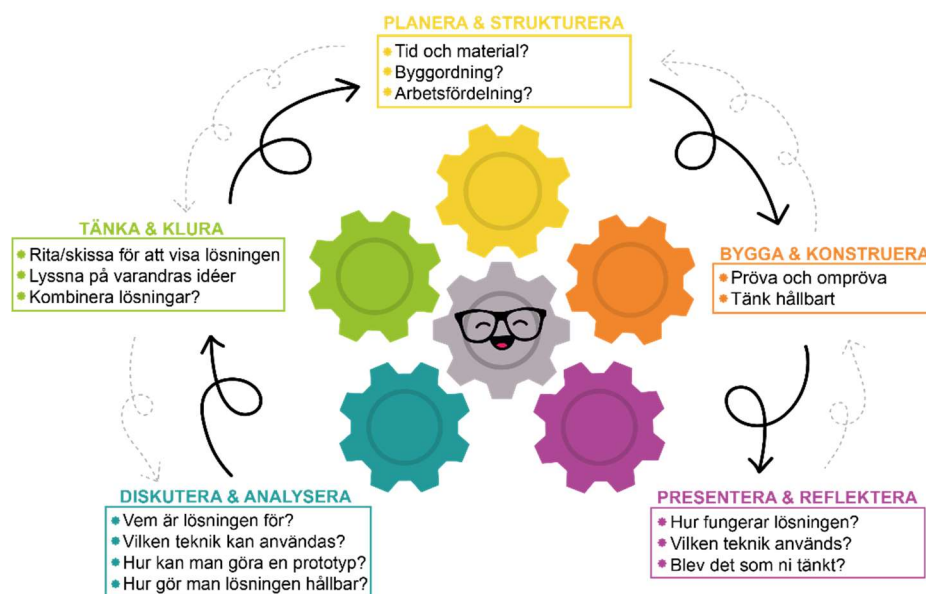 PLANERA & STRUKTURERA
Tid och material?
Byggordning?
Arbetsfördelning?
TÄNKA & KLURA
Rita/skissa för att visa lösningen
Lyssna på varandras idéer
Kombinera lösningar?
BYGGA & KONSTRUERA
Pröva och ompröva
Tänk hållbart
DISKUTERA & ANALYSERA
Vem är lösningen för?
Vilken teknik kan användas?
Hur kan man göra en prototyp?
Hur gör man lösningen hållbar?
PRESENTERA & REFLEKTERA
Hur fungerar lösningen?
Vilken teknik används?
Blev det som ni tänkt?